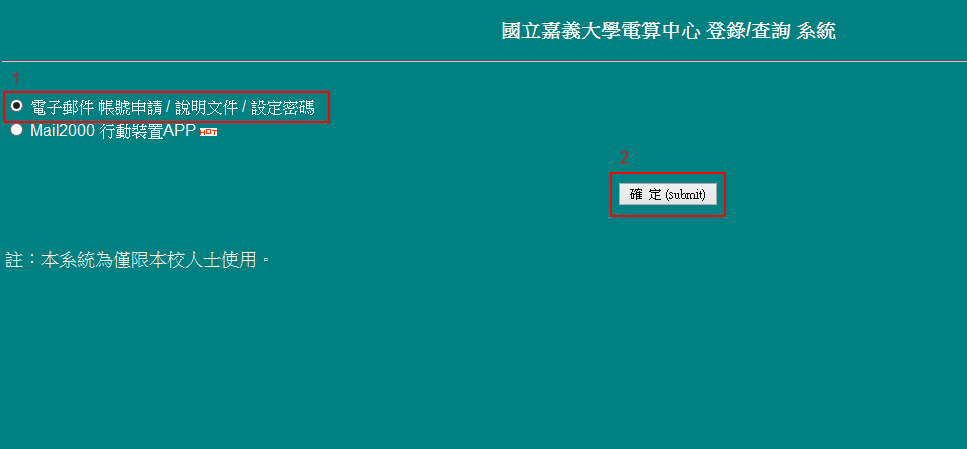 國立嘉義大學電算中心 登錄/查詢 系統
1
電子郵件 帳號申請 / 說明文件 / 設定密碼
Mail2000 行動裝置APP HOT
2
確 定 (submit)
註：本系統為僅限本校人士使用。